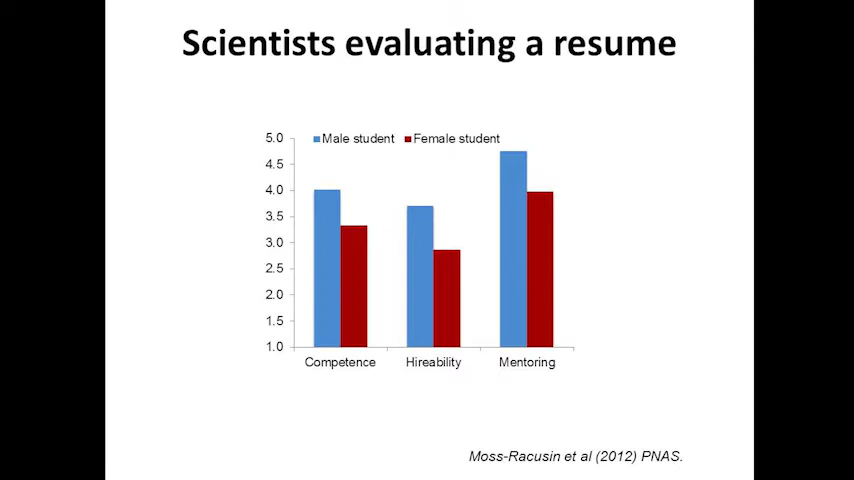 Scientists evaluating a resume
Male student Female student
5.0
4.5
4.0
3.5
3.0
2.5
2.0
1.5
1.0
Competence Hireability Mentoring
Moss-Racusin et al (2012) PNAS.